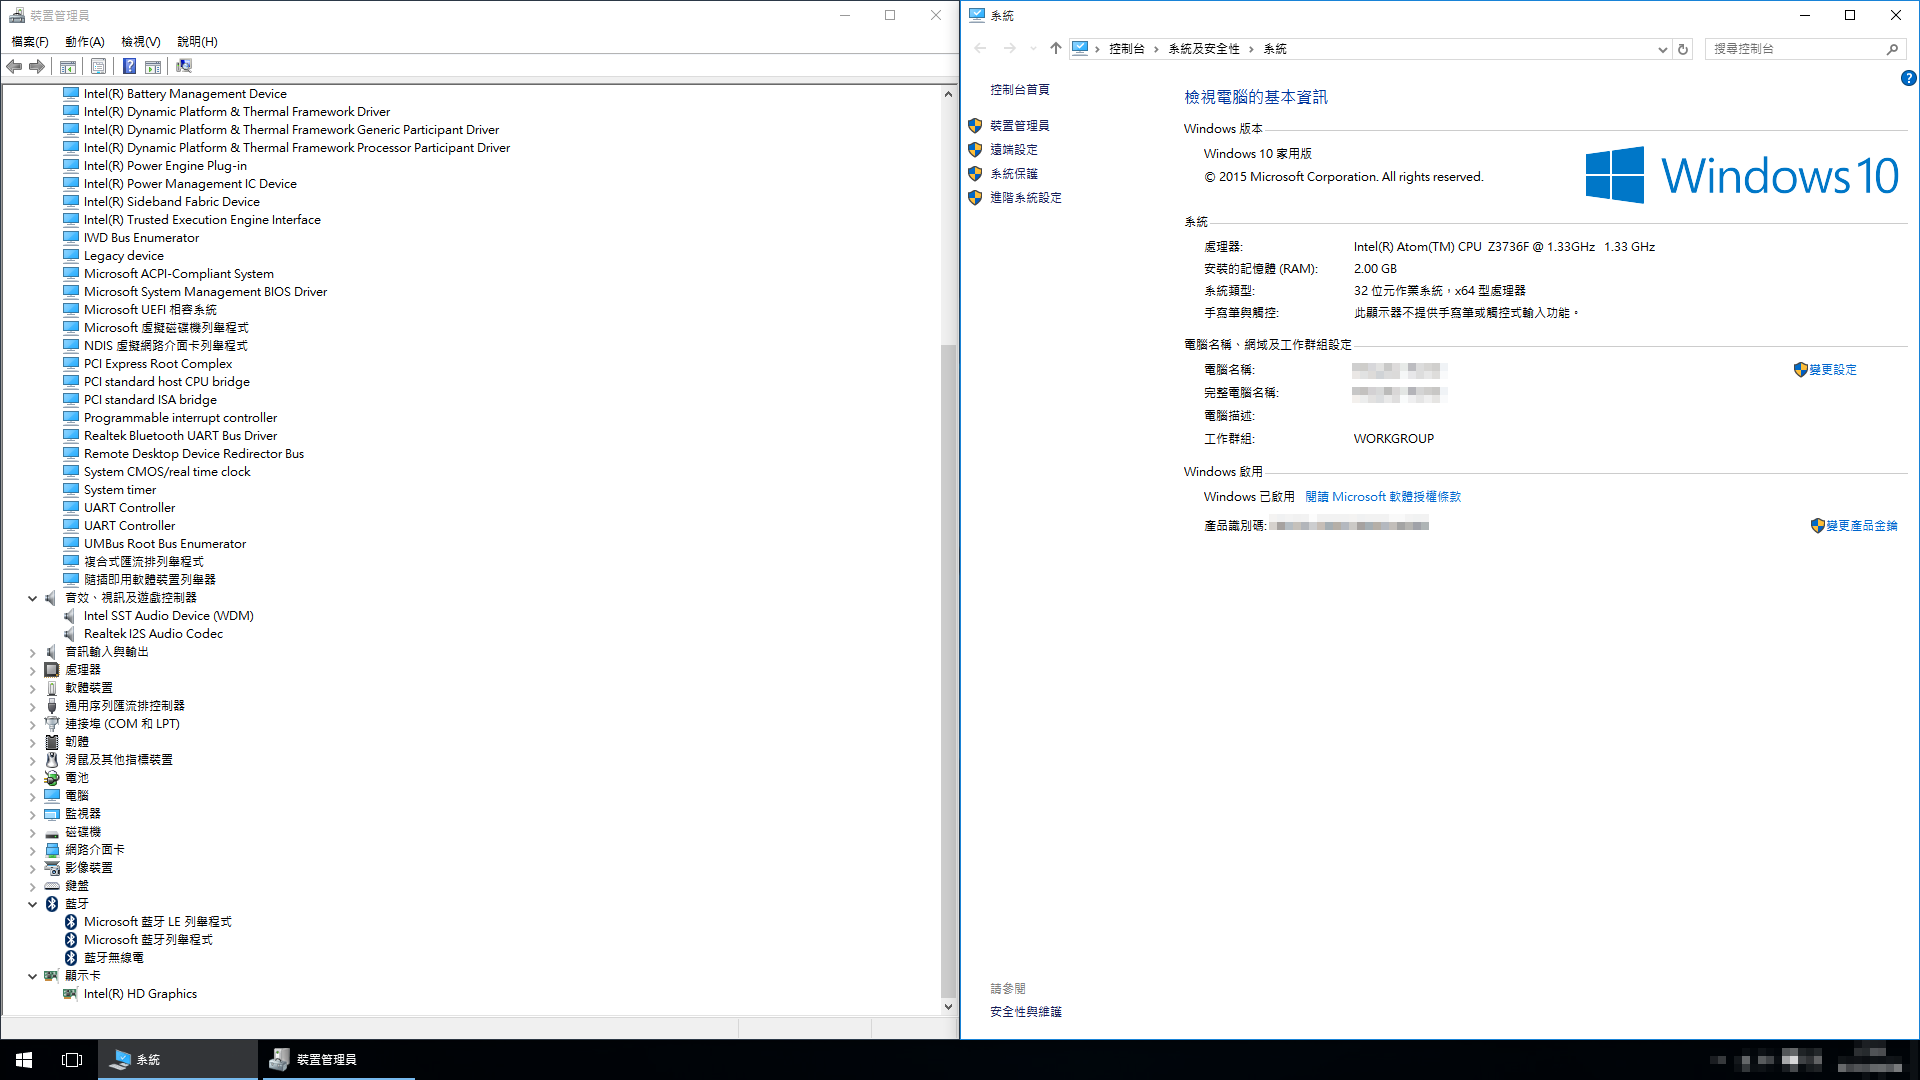 裝置管理員
檔案(F) 動作(A) 檢視(V) 說明(H)
Intel(R) Battery Management Device
Intel(R) Dynamic Platform & Thermal Framework Driver
Intel(R) Dynamic Platform & Thermal Framework Generic Participant Driver
Intel(R) Dynamic Platform & Thermal Framework Processor Participant Driver
Intel(R) Power Engine Plug-in
Intel(R) Power Management IC Device
Intel(R) Sideband Fabric Device
Intel(R) Trusted Execution Engine Interface
IWD Bus Enumerator
Legacy device
Microsoft ACPI-Compliant System
Microsoft System Management BIOS Driver
Microsoft UEFI 相容系統
Microsoft 虛擬磁碟機列舉程式
NDIS 虛擬網路介面卡列舉程式
PCI Express Root Complex
PCI standard host CPU bridge
PCI standard ISA bridge
Programmable interrupt controller
Realtek Bluetooth UART Bus Driver
Remote Desktop Device Redirector Bus
System CMOS/real time clock
System timer
UART Controller
UART Controller
UMBus Root Bus Enumerator
複合式匯流排列舉程式
隨插即用軟體裝置列舉器
音效、視訊及遊戲控制器
Intel SST Audio Device (WDM)
Realtek I2S Audio Codec
音訊輸入與輸出
處理器
軟體裝置
通用序列匯流排控制器
連接埠 (COM 和 LPT)
韌體
滑鼠及其他指標裝置
電池
電腦
監視器
磁碟機
網路介面卡
影像裝置
鍵盤
藍牙
Microsoft 藍牙 LE 列舉程式
Microsoft 藍牙列舉程式
藍牙無線電
顯示卡
Intel(R) HD Graphics
系統
控制台 › 系統及安全性 › 系統
搜尋控制台
控制台首頁
裝置管理員
遠端設定
系統保護
進階系統設定
檢視電腦的基本資訊
Windows 版本
Windows 10 家用版
© 2015 Microsoft Corporation. All rights reserved.
Windows 10
系統
處理器: Intel(R) Atom(TM) CPU Z3736F @ 1.33GHz 1.33 GHz
安裝的記憶體 (RAM): 2.00 GB
系統類型: 32 位元作業系統，x64 型處理器
手寫筆與觸控: 此顯示器不提供手寫筆或觸控式輸入功能。
電腦名稱、網域及工作群組設定
電腦名稱: 變更設定
完整電腦名稱:
電腦描述:
工作群組: WORKGROUP
Windows 啟用
Windows 已啟用 閱讀 Microsoft 軟體授權條款
產品識別碼: 變更產品金鑰
請參閱
安全性與維護
系統 裝置管理員